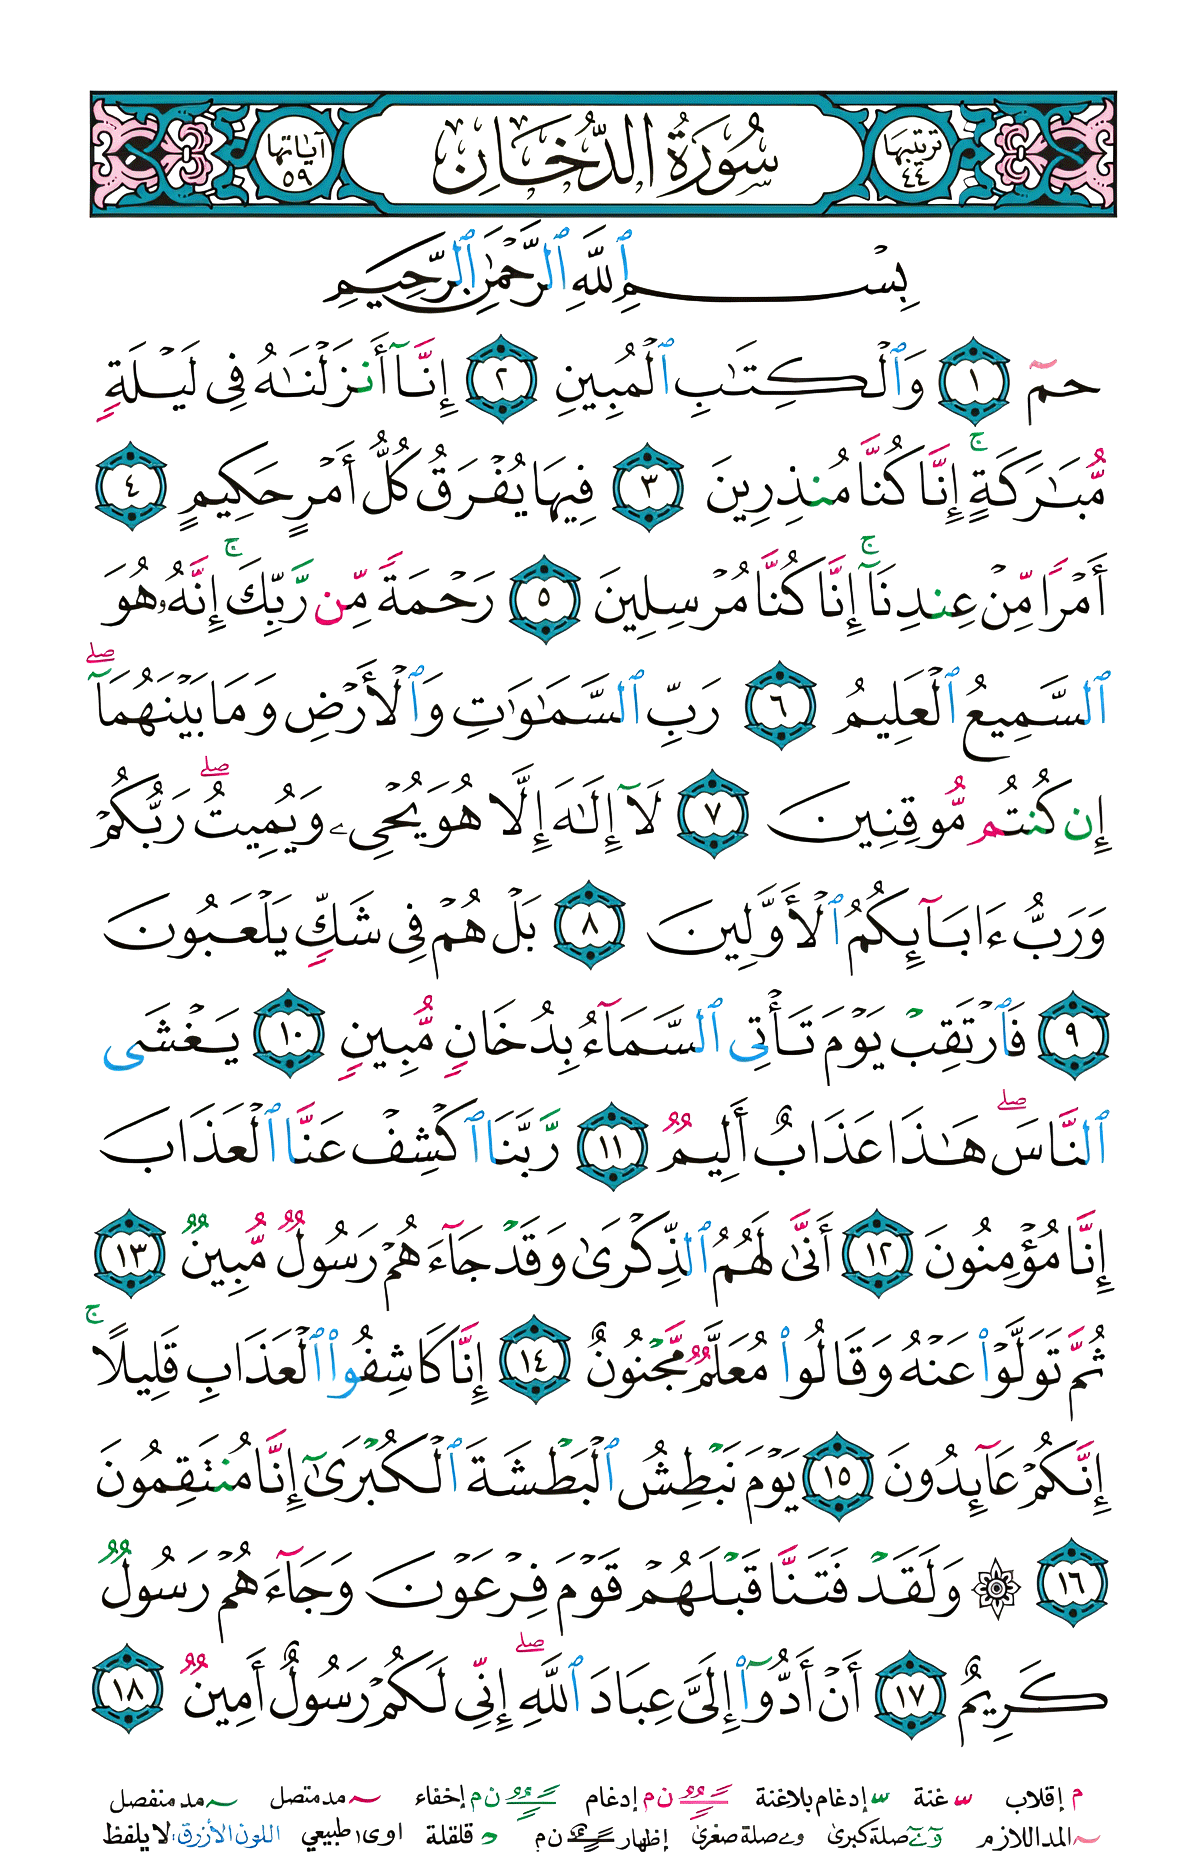 ترتيبها ٤٤ سُورَةُ الدُّخَانِ آياتها ٥٩
بِسْمِ ٱللَّهِ ٱلرَّحْمَٰنِ ٱلرَّحِيمِ
حمٓ ١ وَٱلْكِتَٰبِ ٱلْمُبِينِ ٢ إِنَّآ أَنزَلْنَٰهُ فِى لَيْلَةٍ
مُّبَٰرَكَةٍ ۚ إِنَّا كُنَّا مُنذِرِينَ ٣ فِيهَا يُفْرَقُ كُلُّ أَمْرٍ حَكِيمٍ ٤
أَمْرًا مِّنْ عِندِنَآ ۚ إِنَّا كُنَّا مُرْسِلِينَ ٥ رَحْمَةً مِّن رَّبِّكَ ۚ إِنَّهُۥ هُوَ
ٱلسَّمِيعُ ٱلْعَلِيمُ ٦ رَبِّ ٱلسَّمَٰوَٰتِ وَٱلْأَرْضِ وَمَا بَيْنَهُمَآ ۖ
إِن كُنتُم مُّوقِنِينَ ٧ لَآ إِلَٰهَ إِلَّا هُوَ يُحْىِۦ وَيُمِيتُ ۖ رَبُّكُمْ
وَرَبُّ ءَابَآئِكُمُ ٱلْأَوَّلِينَ ٨ بَلْ هُمْ فِى شَكٍّ يَلْعَبُونَ
٩ فَٱرْتَقِبْ يَوْمَ تَأْتِى ٱلسَّمَآءُ بِدُخَانٍ مُّبِينٍ ١٠ يَغْشَى
ٱلنَّاسَ ۖ هَٰذَا عَذَابٌ أَلِيمٌ ١١ رَّبَّنَا ٱكْشِفْ عَنَّا ٱلْعَذَابَ
إِنَّا مُؤْمِنُونَ ١٢ أَنَّىٰ لَهُمُ ٱلذِّكْرَىٰ وَقَدْ جَآءَهُمْ رَسُولٌ مُّبِينٌ ١٣
ثُمَّ تَوَلَّوْا۟ عَنْهُ وَقَالُوا۟ مُعَلَّمٌ مَّجْنُونٌ ١٤ إِنَّا كَاشِفُوا۟ ٱلْعَذَابِ قَلِيلًا ۚ
إِنَّكُمْ عَآئِدُونَ ١٥ يَوْمَ نَبْطِشُ ٱلْبَطْشَةَ ٱلْكُبْرَىٰٓ إِنَّا مُنتَقِمُونَ
١٦ ۞ وَلَقَدْ فَتَنَّا قَبْلَهُمْ قَوْمَ فِرْعَوْنَ وَجَآءَهُمْ رَسُولٌ
كَرِيمٌ ١٧ أَنْ أَدُّوٓا۟ إِلَىَّ عِبَادَ ٱللَّهِ ۖ إِنِّى لَكُمْ رَسُولٌ أَمِينٌ ١٨
م إقلاب غنة إدغام بلاغنة ن م إدغام ن م إخفاء مد متصل مد منفصل
المد اللازم و ے صلة كبرى و ے صلة صغرى إظهار ن م قلقلة اوى ا طبيعي اللون الأزرق: لا يلفظ